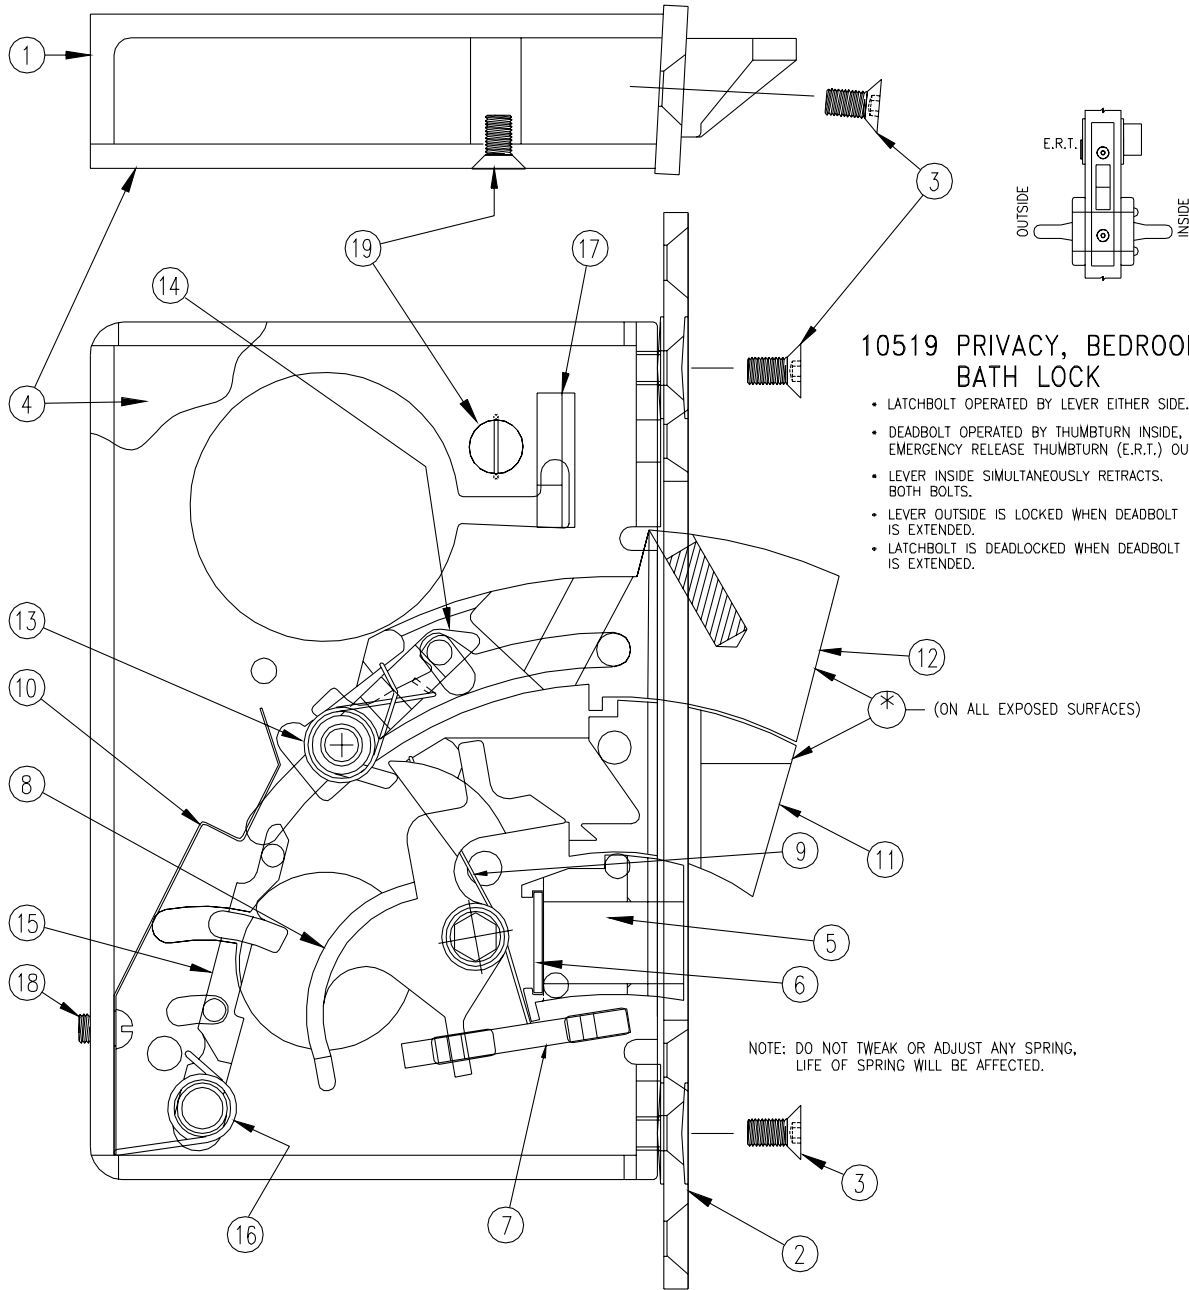 1
3
E.R.T.
OUTSIDE
INSIDE
19
17
14
4
10519 PRIVACY, BEDROOM
BATH LOCK
• LATCHBOLT OPERATED BY LEVER EITHER SIDE.
• DEADBOLT OPERATED BY THUMBTURN INSIDE,
EMERGENCY RELEASE THUMBTURN (E.R.T.) OU
• LEVER INSIDE SIMULTANEOUSLY RETRACTS.
BOTH BOLTS.
• LEVER OUTSIDE IS LOCKED WHEN DEADBOLT
IS EXTENDED.
• LATCHBOLT IS DEADLOCKED WHEN DEADBOLT
IS EXTENDED.
13
12
10
* (ON ALL EXPOSED SURFACES)
8
9
11
15
5
18
6
NOTE: DO NOT TWEAK OR ADJUST ANY SPRING,
LIFE OF SPRING WILL BE AFFECTED.
3
16
7
2